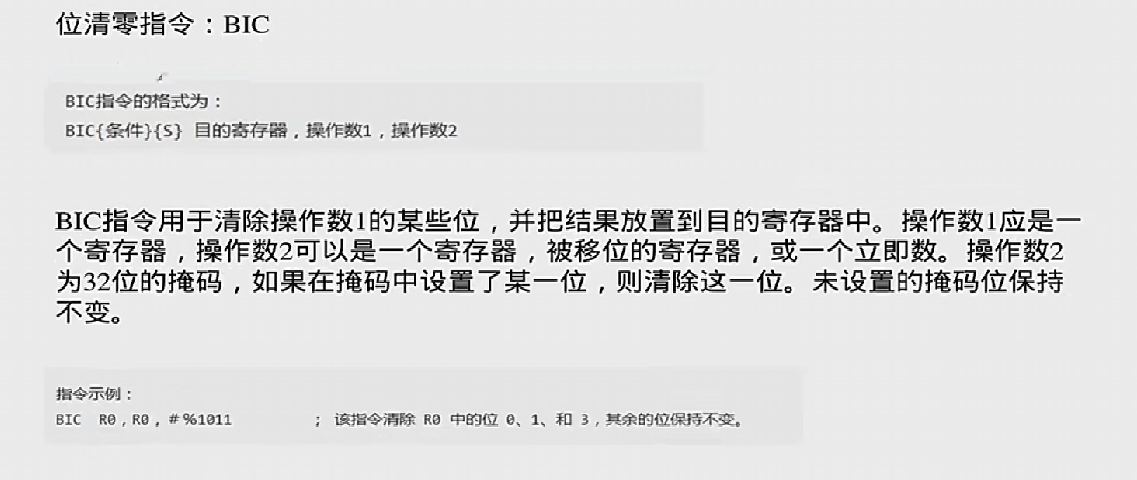 位清零指令：BIC
BIC指令的格式为：
BIC{条件}{S} 目的寄存器，操作数1，操作数2
BIC指令用于清除操作数1的某些位，并把结果放置到目的寄存器中。操作数1应是一
个寄存器，操作数2可以是一个寄存器，被移位的寄存器，或一个立即数。操作数2
为32位的掩码，如果在掩码中设置了某一位，则清除这一位。未设置的掩码位保持
不变。
指令示例：
BIC R0，R0，＃％1011 ； 该指令清除 R0 中的位 0、1、和 3，其余的位保持不变。